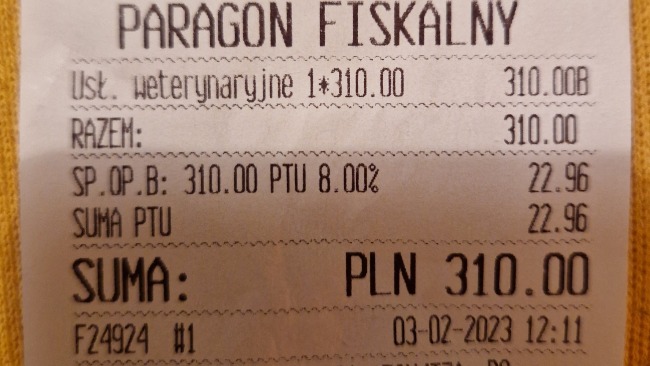 PARAGON FISKALNY
Usł. weterynaryjne 1*310.00 310.00B
RAZEM: 310.00
SP.OP.B: 310.00 PTU 8.00% 22.96
SUMA PTU 22.96
SUMA: PLN 310.00
F24924 #1 03-02-2023 12:11